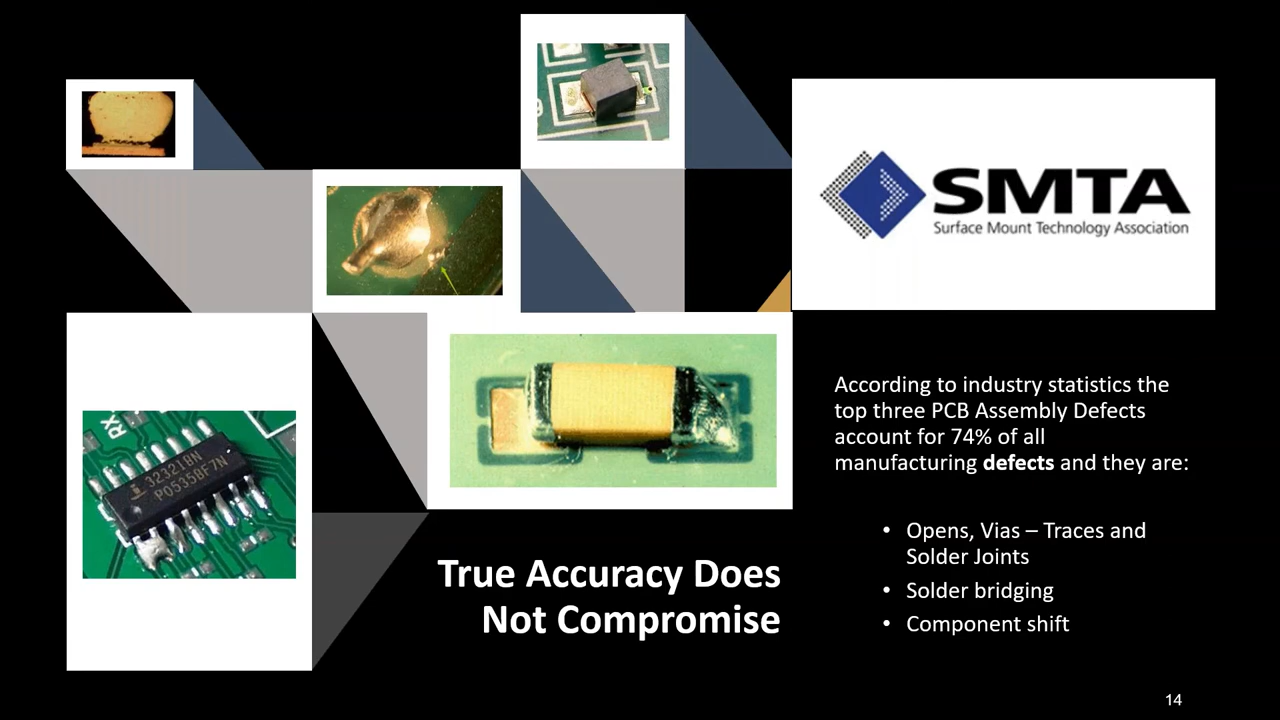 SMTA
Surface Mount Technology Association
RX
32321BN
P0535BF7N
According to industry statistics the
top three PCB Assembly Defects
account for 74% of all
manufacturing defects and they are:
• Opens, Vias – Traces and
Solder Joints
• Solder bridging
• Component shift
True Accuracy Does
Not Compromise
14